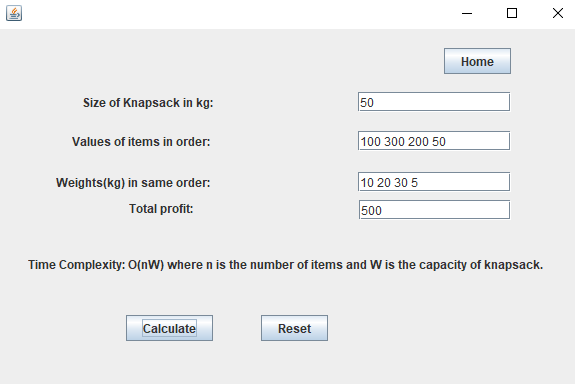 Home
Size of Knapsack in kg: 50
Values of items in order: 100 300 200 50
Weights(kg) in same order: 10 20 30 5
Total profit: 500
Time Complexity: O(nW) where n is the number of items and W is the capacity of knapsack.
Calculate Reset